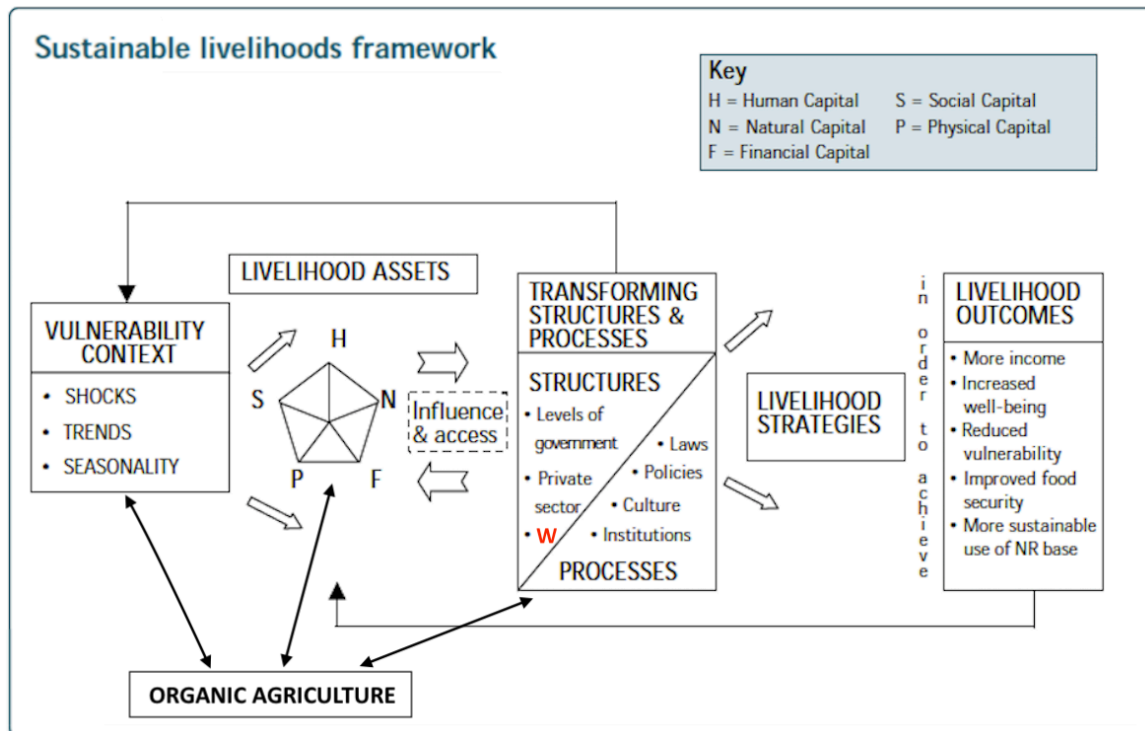 Sustainable livelihoods framework
Key
H = Human Capital S = Social Capital
N = Natural Capital P = Physical Capital
F = Financial Capital
LIVELIHOOD ASSETS
VULNERABILITY
CONTEXT
• SHOCKS
• TRENDS
• SEASONALITY
H
S
N
P
F
Influence
& access
TRANSFORMING
STRUCTURES &
PROCESSES
STRUCTURES
• Levels of
government
• Private
sector
• W
• Laws
• Policies
• Culture
• Institutions
PROCESSES
LIVELIHOOD
STRATEGIES
in order to achieve
LIVELIHOOD
OUTCOMES
• More income
• Increased
well-being
• Reduced
vulnerability
• Improved food
security
• More sustainable
use of NR base
ORGANIC AGRICULTURE